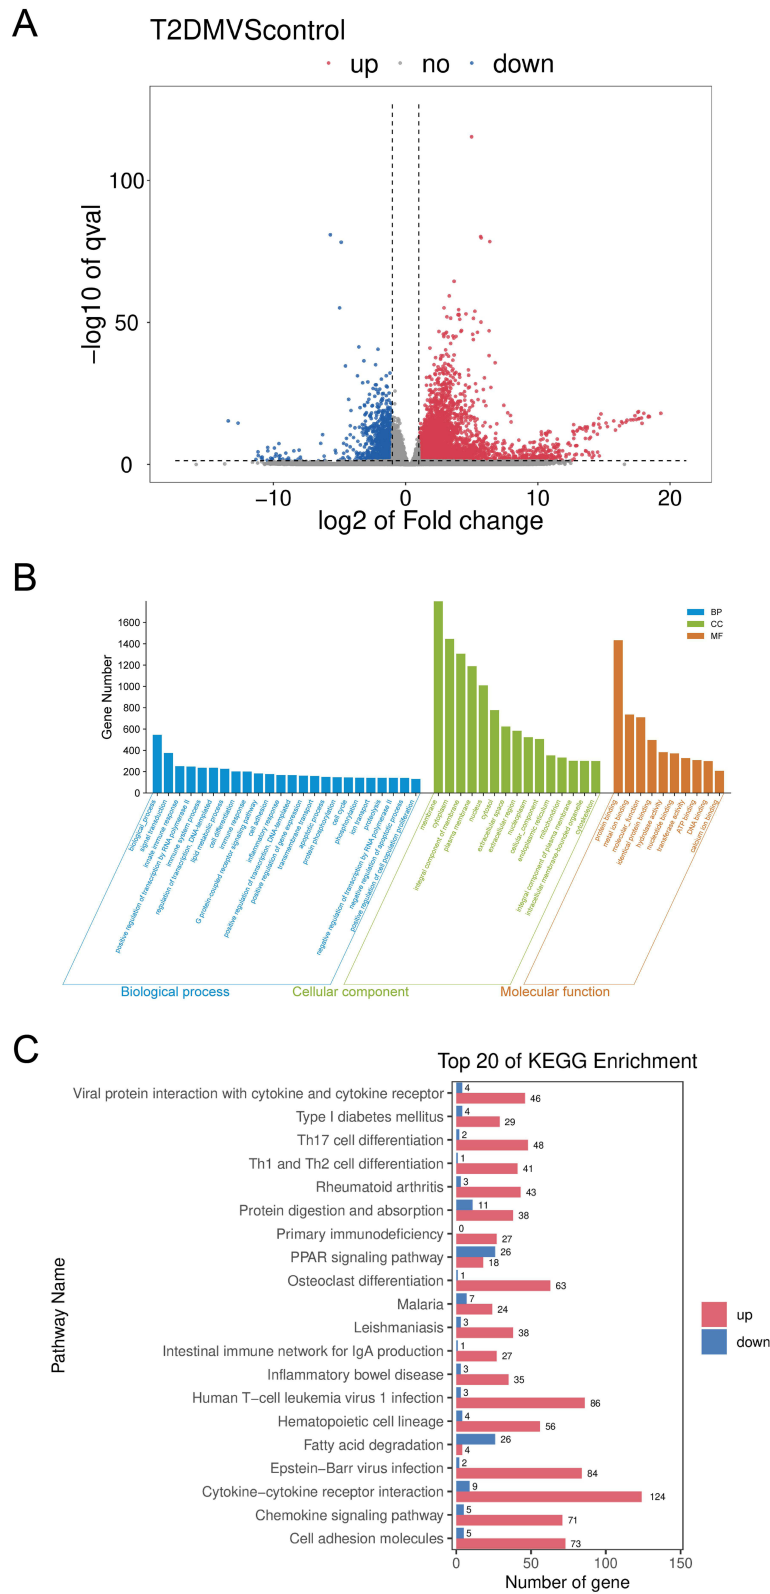 A
T2DMVScontrol
up no down
−log10 of qval
100
50
0
−10 0 10 20
log2 of Fold change
B
Gene Number
1600
1400
1200
1000
800
600
400
200
0
BP
CC
MF
biological_process
signal transduction
innate immune response
positive regulation of transcription by RNA polymerase II
immune system process
regulation of transcription, DNA-templated
lipid metabolic process
cell differentiation
immune response
G protein-coupled receptor signaling pathway
cell adhesion
inflammatory response
positive regulation of transcription, DNA-templated
positive regulation of gene expression
transmembrane transport
apoptotic process
protein phosphorylation
cell cycle
phosphorylation
ion transport
proteolysis
negative regulation of transcription by RNA polymerase II
negative regulation of apoptotic process
positive regulation of cell population proliferation
membrane
cytoplasm
integral component of membrane
plasma membrane
nucleus
cytosol
extracellular space
extracellular region
nucleoplasm
cellular_component
endoplasmic reticulum
mitochondrion
integral component of plasma membrane
intracellular membrane-bounded organelle
cytoskeleton
protein binding
metal ion binding
molecular_function
identical protein binding
hydrolase activity
nucleotide binding
transferase activity
ATP binding
DNA binding
calcium ion binding
Biological process
Cellular component
Molecular function
C
Top 20 of KEGG Enrichment
Pathway Name
Viral protein interaction with cytokine and cytokine receptor 4 46
Type I diabetes mellitus 4 29
Th17 cell differentiation 2 48
Th1 and Th2 cell differentiation 1 41
Rheumatoid arthritis 3 43
Protein digestion and absorption 11 38
Primary immunodeficiency 0 27
PPAR signaling pathway 26 18
Osteoclast differentiation 1 63
Malaria 7 24
Leishmaniasis 3 38
Intestinal immune network for IgA production 1 27
Inflammatory bowel disease 3 35
Human T−cell leukemia virus 1 infection 3 86
Hematopoietic cell lineage 4 56
Fatty acid degradation 26 4
Epstein−Barr virus infection 2 84
Cytokine−cytokine receptor interaction 9 124
Chemokine signaling pathway 5 71
Cell adhesion molecules 5 73
up
down
0 50 100 150
Number of gene